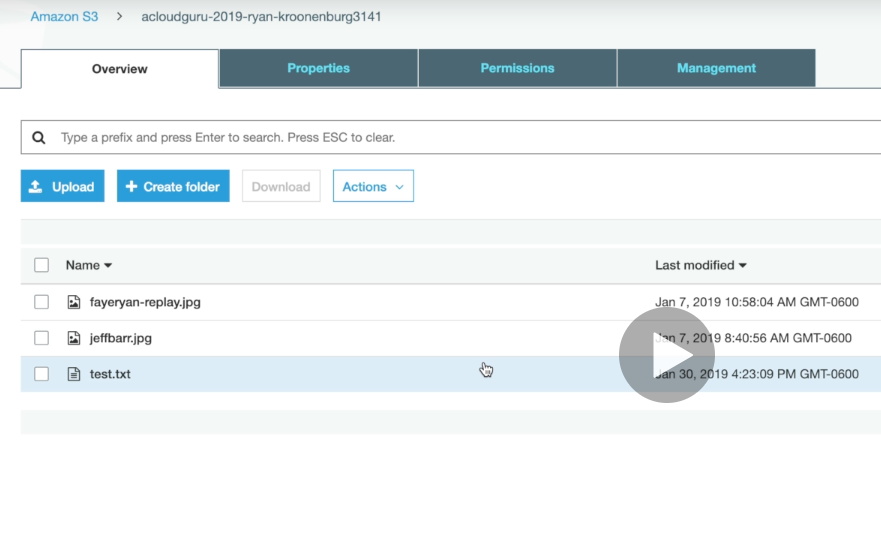 Amazon S3 > acloudguru-2019-ryan-kroonenburg3141
Overview Properties Permissions Management
Type a prefix and press Enter to search. Press ESC to clear.
Upload + Create folder Download Actions
Name Last modified
fayeryan-replay.jpg Jan 7, 2019 10:58:04 AM GMT-0600
jeffbarr.jpg Jan 7, 2019 8:40:56 AM GMT-0600
test.txt Jan 30, 2019 4:23:09 PM GMT-0600